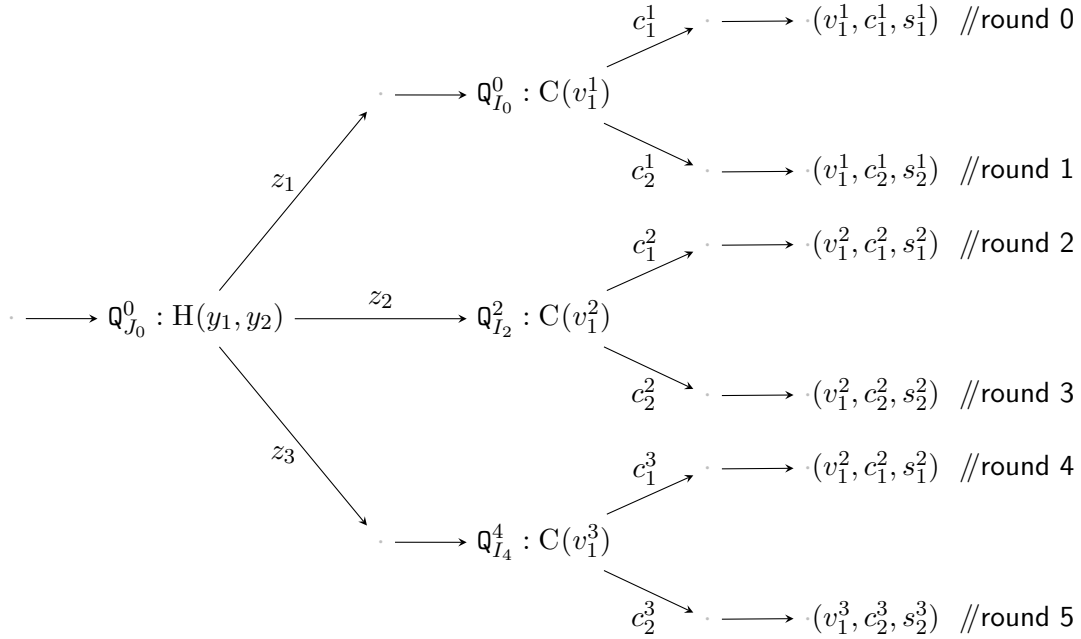 c_1^1 (v_1^1, c_1^1, s_1^1) //round 0
Q_{I_0}^0 : C(v_1^1)
c_2^1 (v_1^1, c_2^1, s_2^1) //round 1
z_1
c_1^2 (v_1^2, c_1^2, s_1^2) //round 2
Q_{J_0}^0 : H(y_1, y_2) z_2 Q_{I_2}^2 : C(v_1^2)
c_2^2 (v_1^2, c_2^2, s_2^2) //round 3
z_3
c_1^3 (v_1^2, c_1^2, s_1^2) //round 4
Q_{I_4}^4 : C(v_1^3)
c_2^3 (v_1^3, c_2^3, s_2^3) //round 5